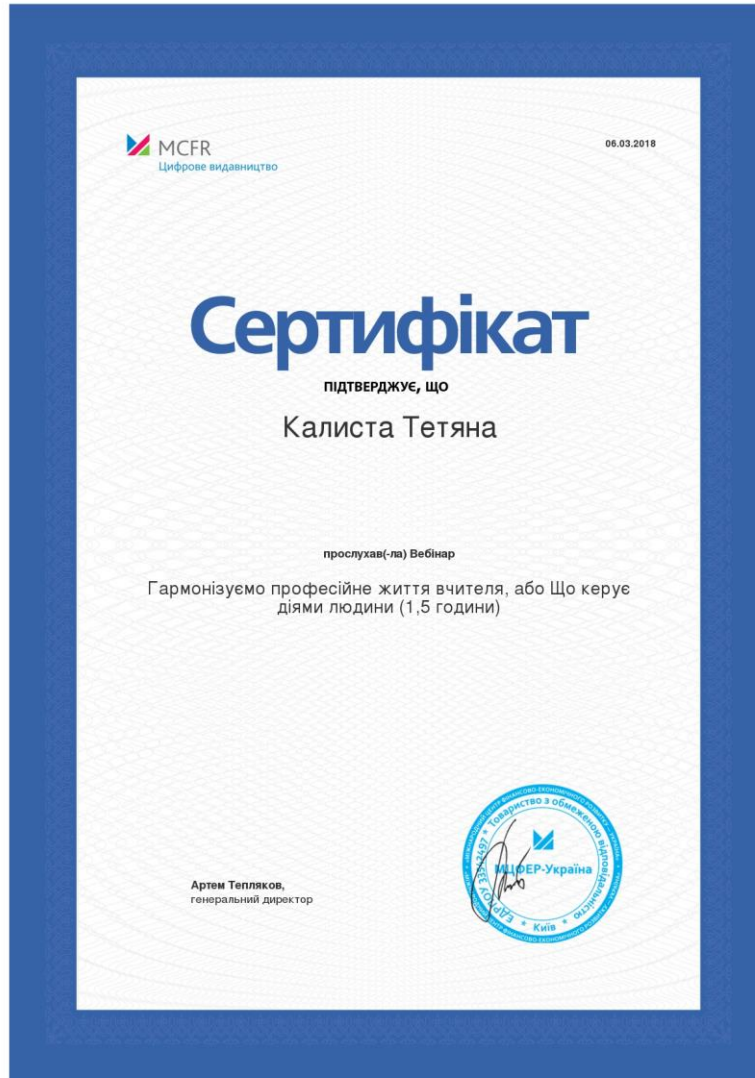 MCFR
Цифрове видавництво
06.03.2018
Сертифікат
ПІДТВЕРДЖУЄ, ЩО
Калиста Тетяна
прослухав(-ла) Вебінар
Гармонізуємо професійне життя вчителя, або Що керує
діями людини (1,5 години)
Артем Тепляков,
генеральний директор
Товариство з обмеженою відповідальністю
МЦФЕР-Україна
Київ